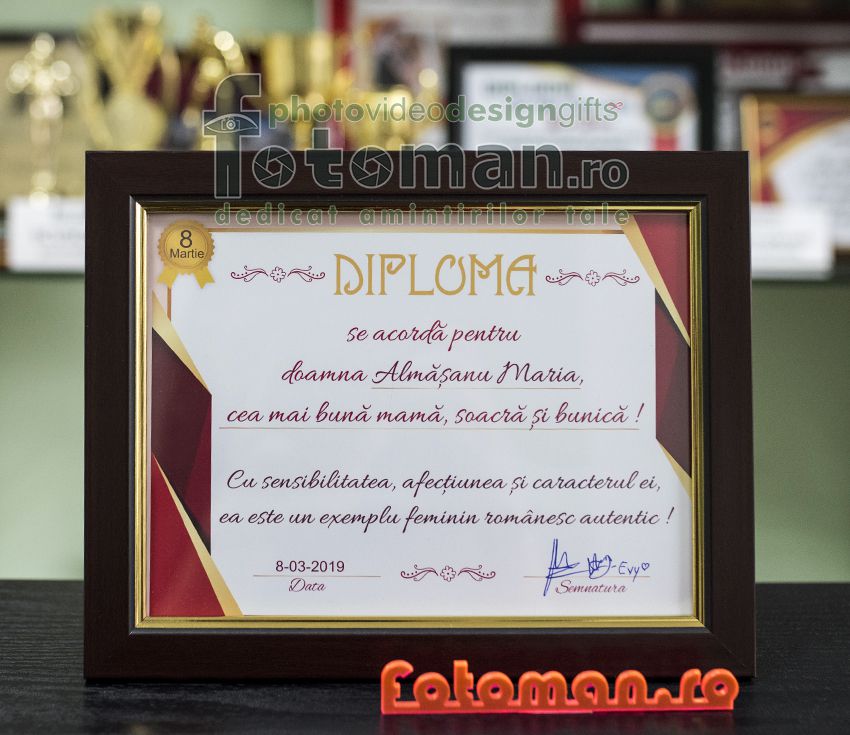 photovideodesigngifts
fotoman.ro
dedicat amintirilor tale
8
Martie
DIPLOMA
se acordă pentru
doamna Almășanu Maria,
cea mai bună mamă, soacră și bunică !
Cu sensibilitatea, afecțiunea și caracterul ei,
ea este un exemplu feminin românesc autentic !
8-03-2019
Data
-Evy
Semnatura
fotoman.ro